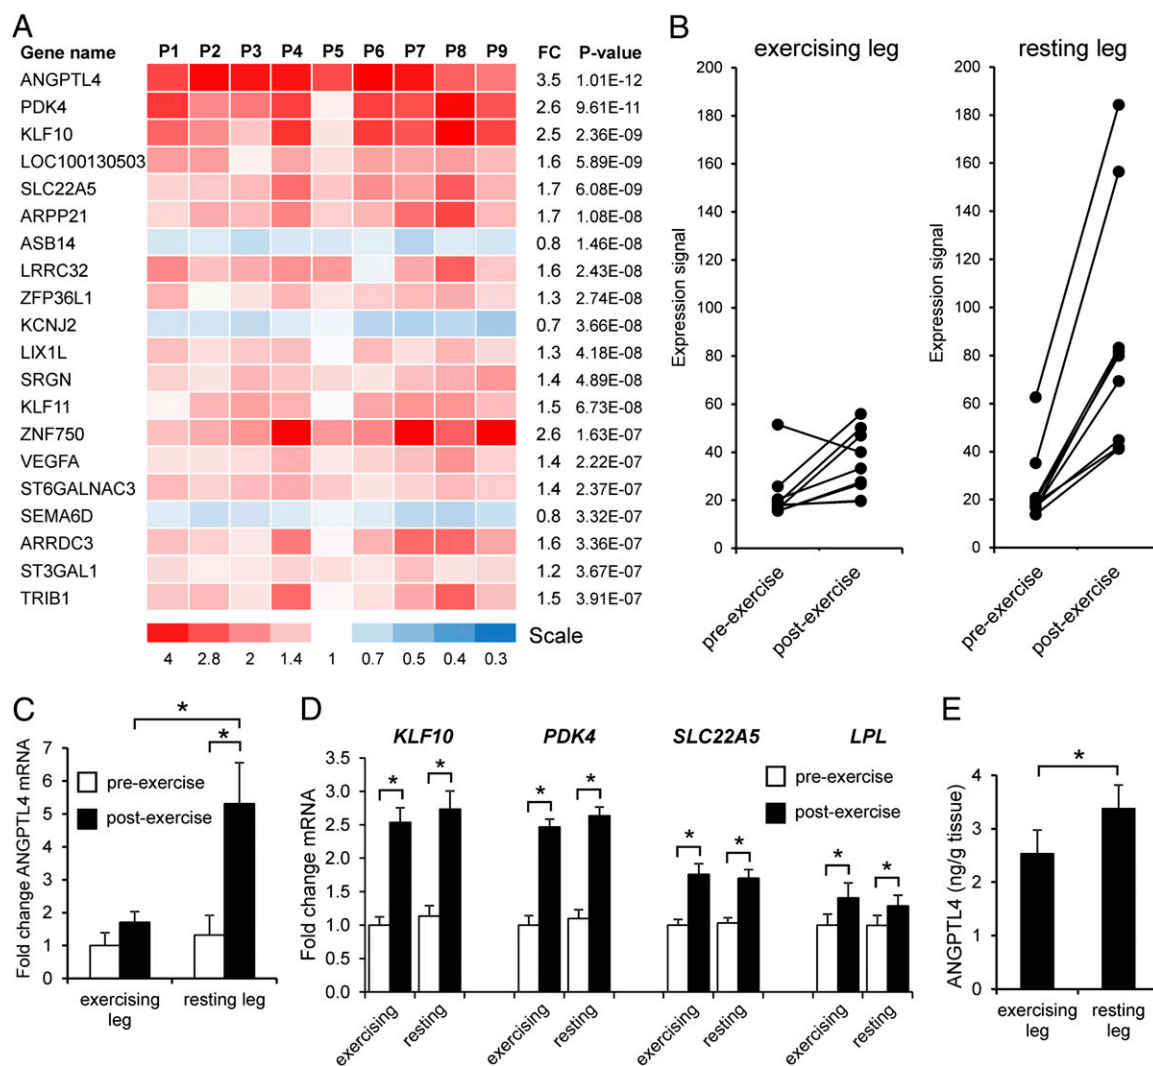 A
Gene name P1 P2 P3 P4 P5 P6 P7 P8 P9 FC P-value
ANGPTL4 3.5 1.01E-12
PDK4 2.6 9.61E-11
KLF10 2.5 2.36E-09
LOC100130503 1.6 5.89E-09
SLC22A5 1.7 6.08E-09
ARPP21 1.7 1.08E-08
ASB14 0.8 1.46E-08
LRRC32 1.6 2.43E-08
ZFP36L1 1.3 2.74E-08
KCNJ2 0.7 3.66E-08
LIX1L 1.3 4.18E-08
SRGN 1.4 4.89E-08
KLF11 1.5 6.73E-08
ZNF750 2.6 1.63E-07
VEGFA 1.4 2.22E-07
ST6GALNAC3 1.4 2.37E-07
SEMA6D 0.8 3.32E-07
ARRDC3 1.6 3.36E-07
ST3GAL1 1.2 3.67E-07
TRIB1 1.5 3.91E-07
Scale
4 2.8 2 1.4 1 0.7 0.5 0.4 0.3
B
exercising leg
Expression signal
200
180
160
140
120
100
80
60
40
20
0
pre-exercise
post-exercise
resting leg
Expression signal
200
180
160
140
120
100
80
60
40
20
0
pre-exercise
post-exercise
C
Fold change ANGPTL4 mRNA
7
6
5
4
3
2
1
0
*
*
pre-exercise
post-exercise
exercising leg
resting leg
D
KLF10 PDK4 SLC22A5 LPL
Fold change mRNA
3.5
3.0
2.5
2.0
1.5
1.0
0.5
0.0
* * * * * * * *
pre-exercise
post-exercise
exercising resting exercising resting exercising resting exercising resting
E
ANGPTL4 (ng/g tissue)
4
3
2
1
0
*
exercising resting
leg leg